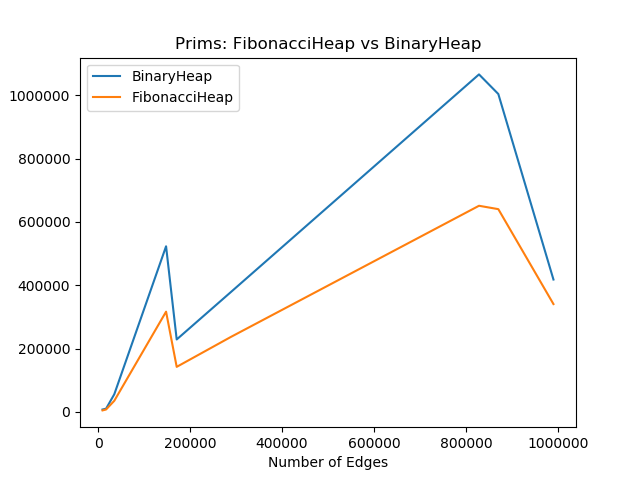 Prims: FibonacciHeap vs BinaryHeap
BinaryHeap
FibonacciHeap
1000000
800000
600000
400000
200000
0
0 200000 400000 600000 800000 1000000
Number of Edges